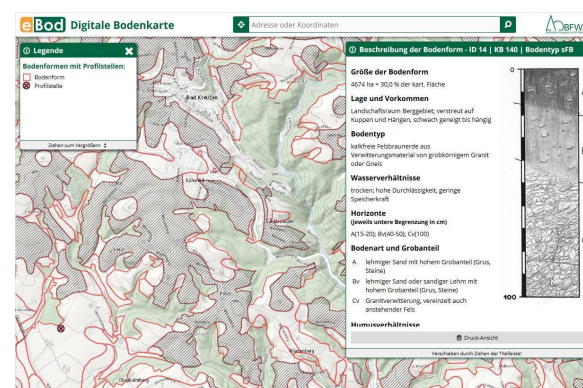 eBod Digitale Bodenkarte
Adresse oder Koordinaten
BFW
Legende
Bodenformen mit Profilstellen:
Bodenform
Profilstelle
Ziehen zum Vergrößern
Bad Kreuzen
Beschreibung der Bodenform - ID 14 | KB 140 | Bodentyp sFB
Größe der Bodenform
4674 ha = 30,0 % der kart. Fläche
Lage und Vorkommen
Landschaftsraum Berggebiet; verstreut auf
Kuppen und Hängen, schwach geneigt bis hängig
Bodentyp
kalkfreie Felsbraunerde aus
Verwitterungsmaterial von grobkörnigem Granit
oder Gneis
Wasserverhältnisse
trocken; hohe Durchlässigkeit, geringe
Speicherkraft
Horizonte
(jeweils untere Begrenzung in cm)
A(15-20); Bv(40-50); Cv(100)
Bodenart und Grobanteil
A lehmiger Sand mit hohem Grobanteil (Grus,
Steine)
Bv lehmiger Sand oder sandiger Lehm mit
hohem Grobanteil (Grus, Steine)
Cv Granitverwitterung, vereinzelt auch
anstehender Fels
Humusverhältnisse
0
100
Druck-Ansicht
Verschieben durch Ziehen der Titelleiste!